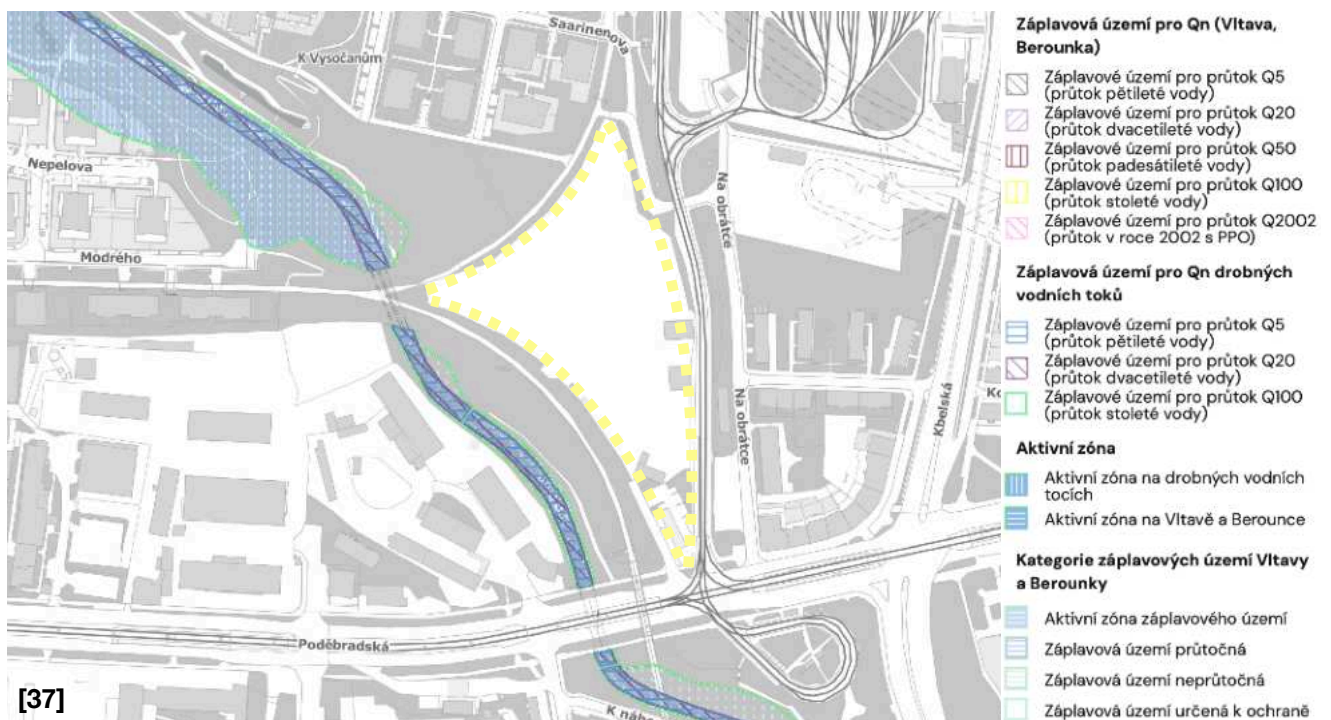 Saarinenova
K Vysočanům
Nepelova
Modrého
Na obrátce
Na obrátce
Kbelská
Poděbradská
[37]
Záplavová území pro Qn (Vltava,
Berounka)
Záplavové území pro průtok Q5
(průtok pětileté vody)
Záplavové území pro průtok Q20
(průtok dvacetileté vody)
Záplavové území pro průtok Q50
(průtok padesátileté vody)
Záplavové území pro průtok Q100
(průtok stoleté vody)
Záplavové území pro průtok Q2002
(průtok v roce 2002 s PPO)
Záplavová území pro Qn drobných
vodních toků
Záplavové území pro průtok Q5
(průtok pětileté vody)
Záplavové území pro průtok Q20
(průtok dvacetileté vody)
Záplavové území pro průtok Q100
(průtok stoleté vody)
Aktivní zóna
Aktivní zóna na drobných vodních
tocích
Aktivní zóna na Vltavě a Berounce
Kategorie záplavových území Vltavy
a Berounky
Aktivní zóna záplavového území
Záplavová území průtočná
Záplavová území neprůtočná
Záplavová území určená k ochraně